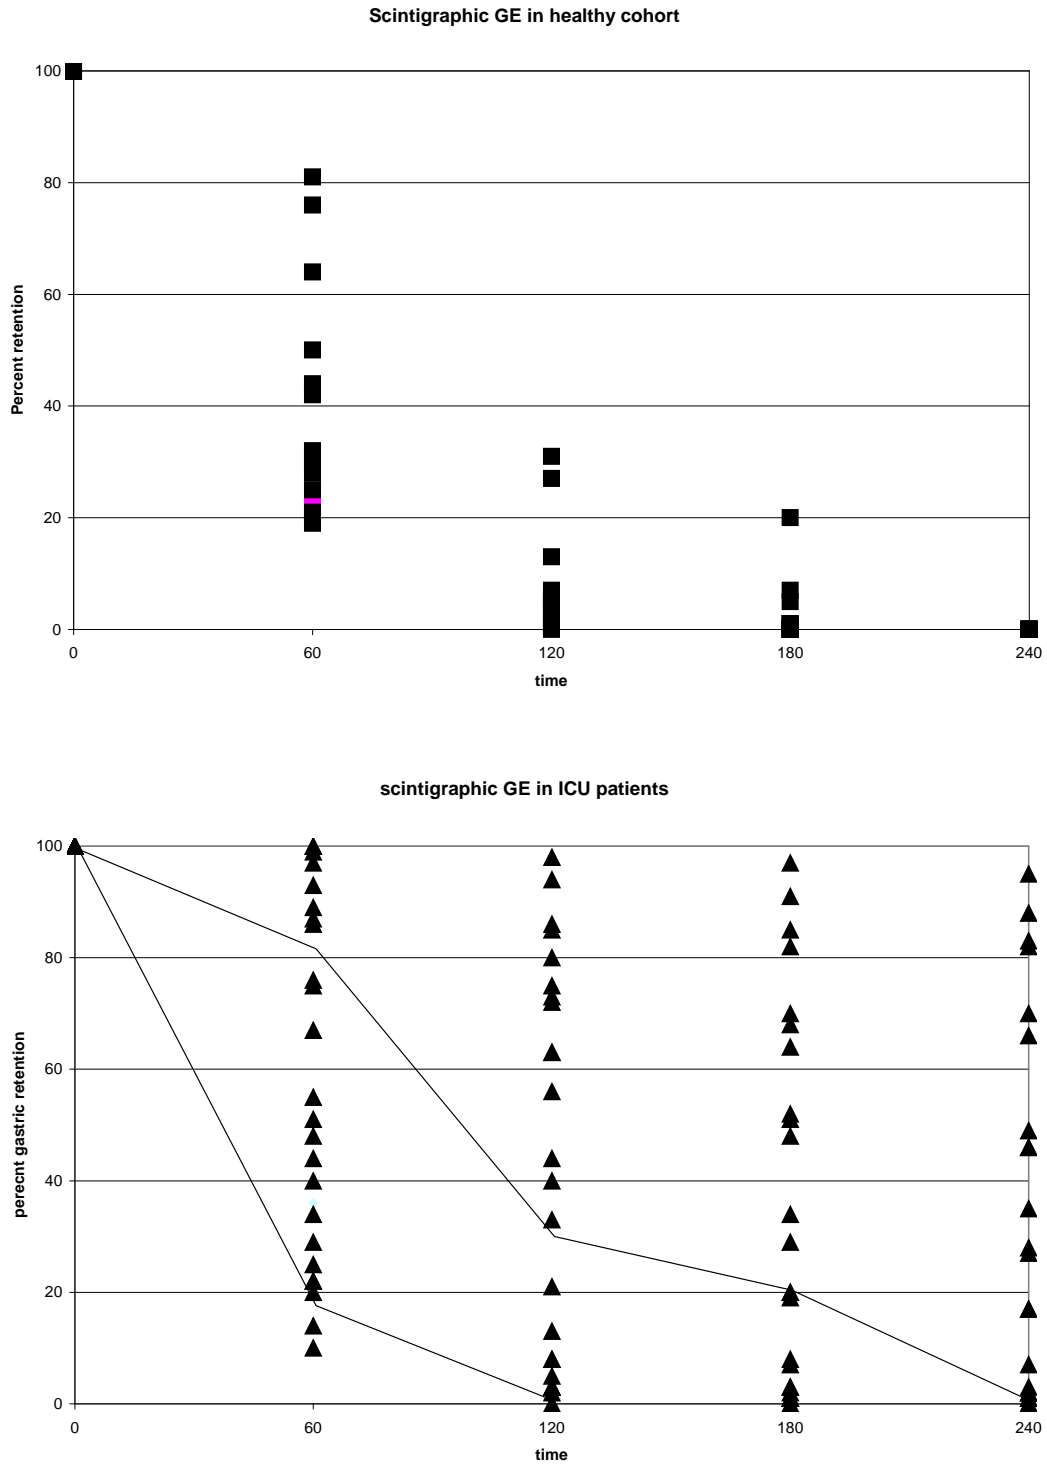 Scintigraphic GE in healthy cohort
100
80
60
40
20
0
Percent retention
0 60 120 180 240
time
scintigraphic GE in ICU patients
100
80
60
40
20
0
perecnt gastric retention
0 60 120 180 240
time